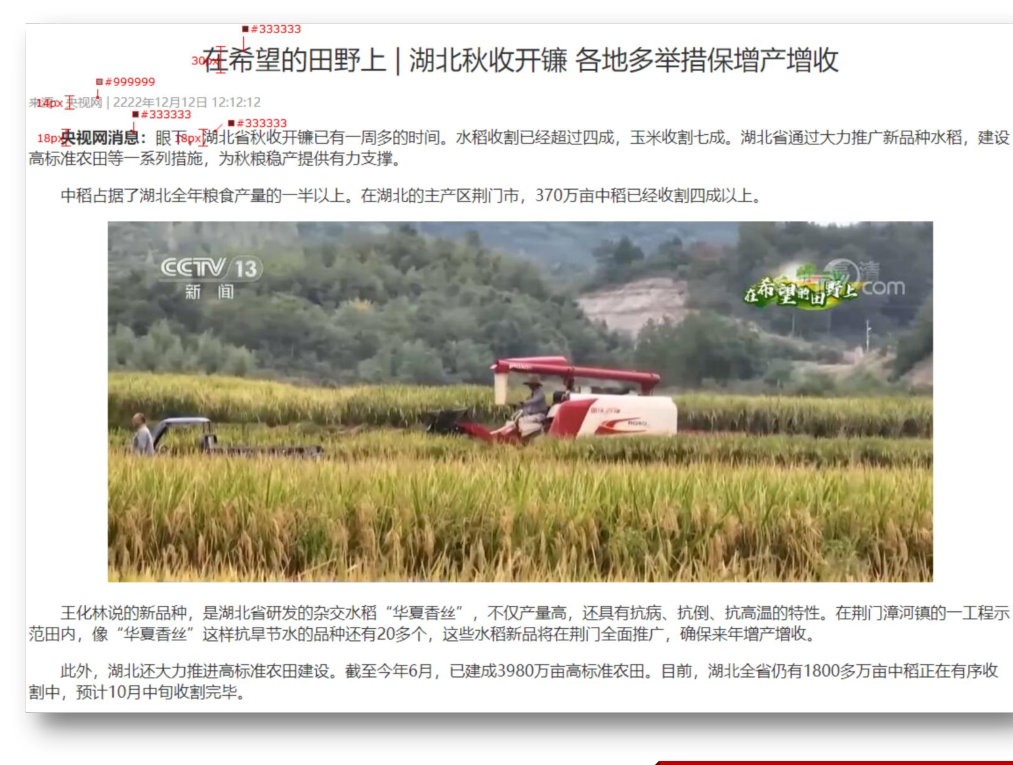 #333333
30px
在希望的田野上 | 湖北秋收开镰 各地多举措保增产增收
#999999
14px
来源：央视网 | 2222年12月12日 12:12:12
#333333
#333333
18px
18px
央视网消息：眼下，湖北省秋收开镰已有一周多的时间。水稻收割已经超过四成，玉米收割七成。湖北省通过大力推广新品种水稻，建设
高标准农田等一系列措施，为秋粮稳产提供有力支撑。
中稻占据了湖北全年粮食产量的一半以上。在湖北的主产区荆门市，370万亩中稻已经收割四成以上。
CCTV 13
新闻
在希望的田野上
com
王化林说的新品种，是湖北省研发的杂交水稻“华夏香丝”，不仅产量高，还具有抗病、抗倒、抗高温的特性。在荆门漳河镇的一工程示
范田内，像“华夏香丝”这样抗旱节水的品种还有20多个，这些水稻新品将在荆门全面推广，确保来年增产增收。
此外，湖北还大力推进高标准农田建设。截至今年6月，已建成3980万亩高标准农田。目前，湖北全省仍有1800多万亩中稻正在有序收
割中，预计10月中旬收割完毕。